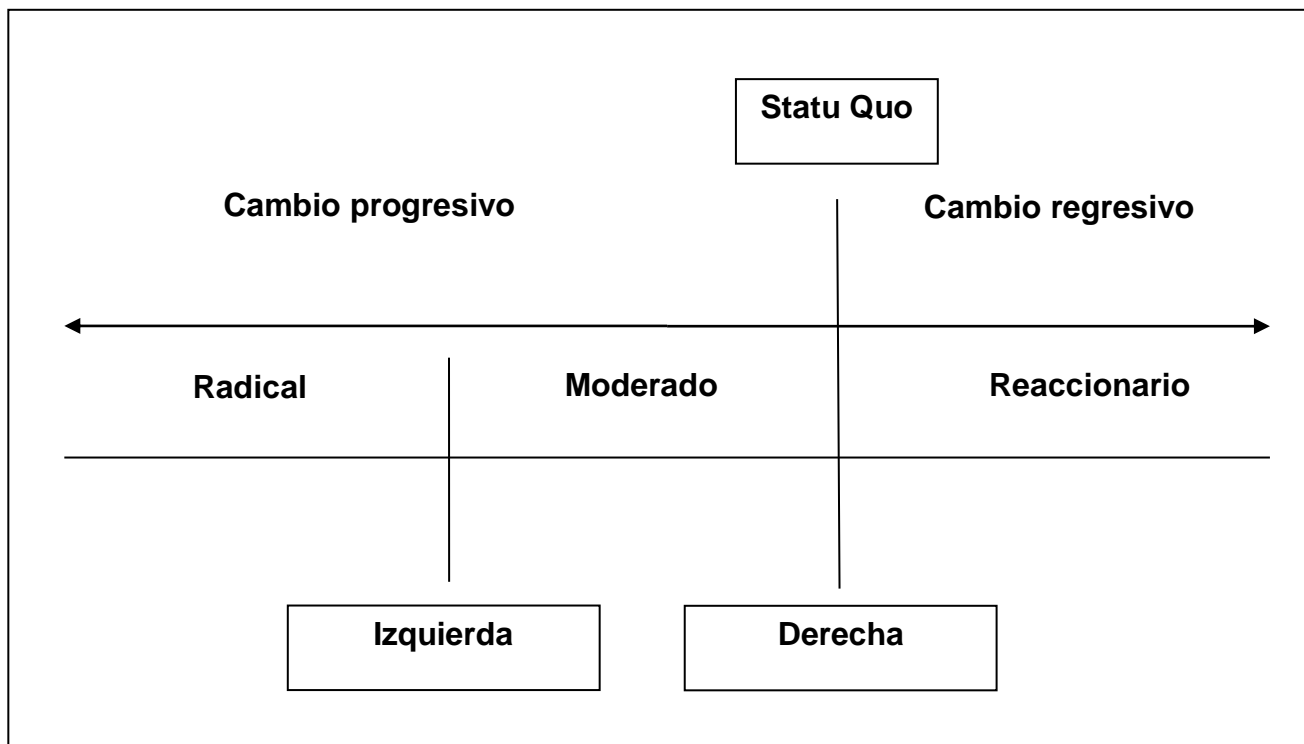 Statu Quo
Cambio progresivo
Cambio regresivo
Radical
Moderado
Reaccionario
Izquierda
Derecha